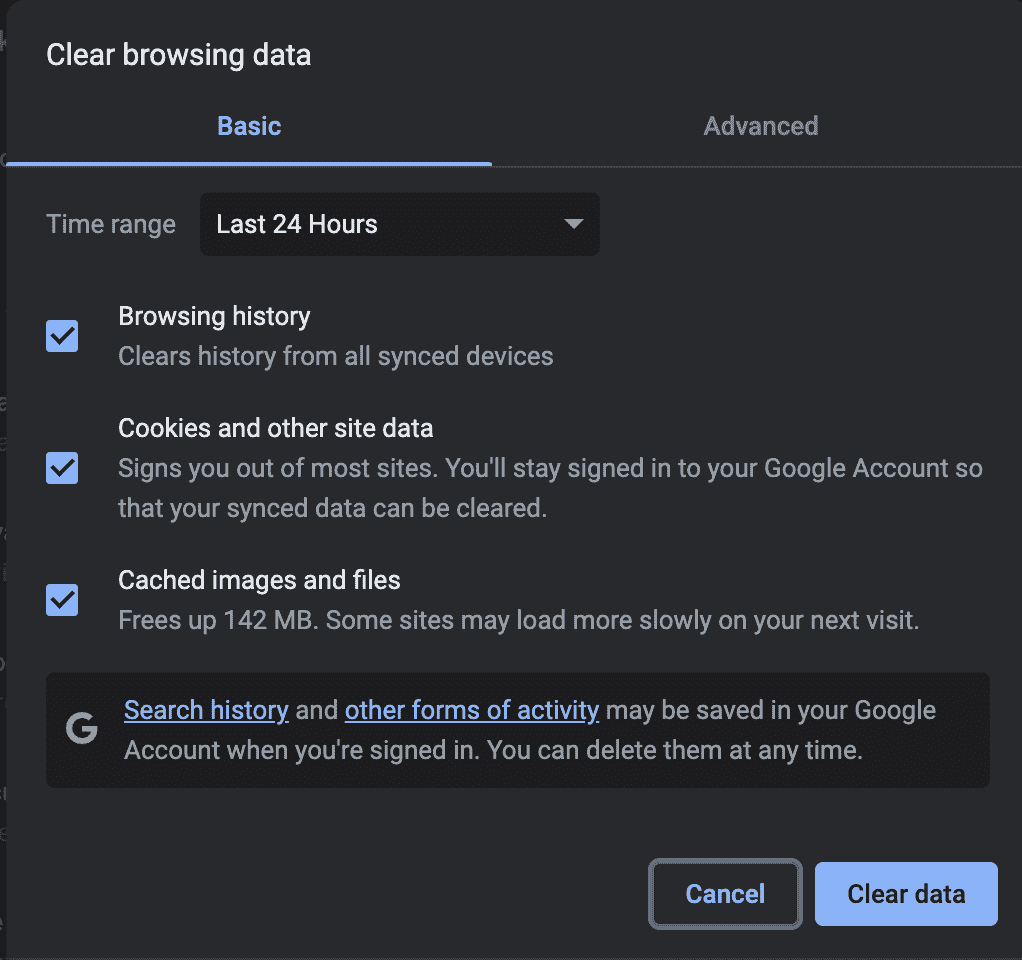 Clear browsing data
Basic
Advanced
Time range
Last 24 Hours
Browsing history
Clears history from all synced devices
Cookies and other site data
Signs you out of most sites. You'll stay signed in to your Google Account so
that your synced data can be cleared.
Cached images and files
Frees up 142 MB. Some sites may load more slowly on your next visit.
Search history and other forms of activity may be saved in your Google
Account when you're signed in. You can delete them at any time.
Cancel
Clear data